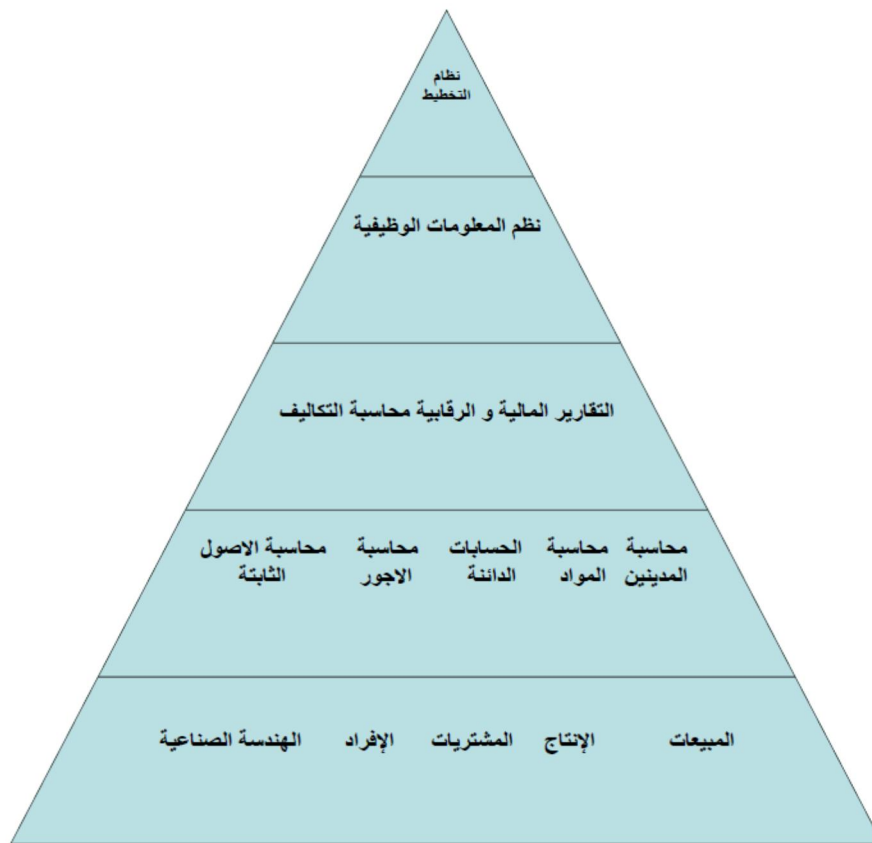 نظام
التخطيط
نظم المعلومات الوظيفية
التقارير المالية و الرقابية محاسبة التكاليف
محاسبة المدينين
محاسبة المواد
الحسابات الدائنة
محاسبة الاجور
محاسبة الاصول الثابتة
المبيعات الإنتاج المشتريات الإفراد الهندسة الصناعية